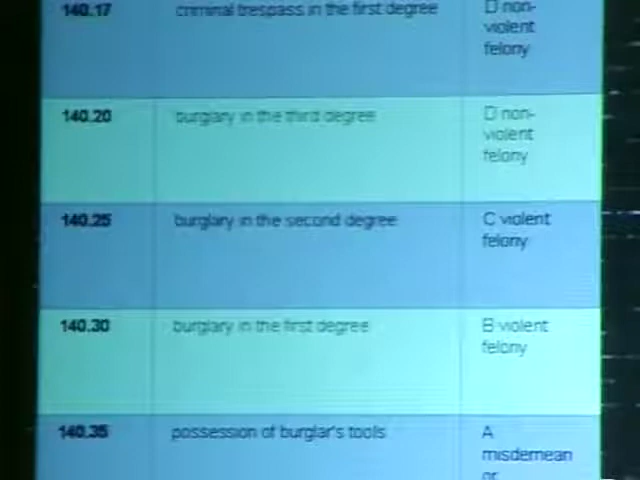 140.17 criminal trespass in the first degree D non-
violent
felony
140.20 burglary in the third degree D non-
violent
felony
140.25 burglary in the second degree C violent
felony
140.30 burglary in the first degree B violent
felony
140.35 possession of burglar's tools A
misdemean
or